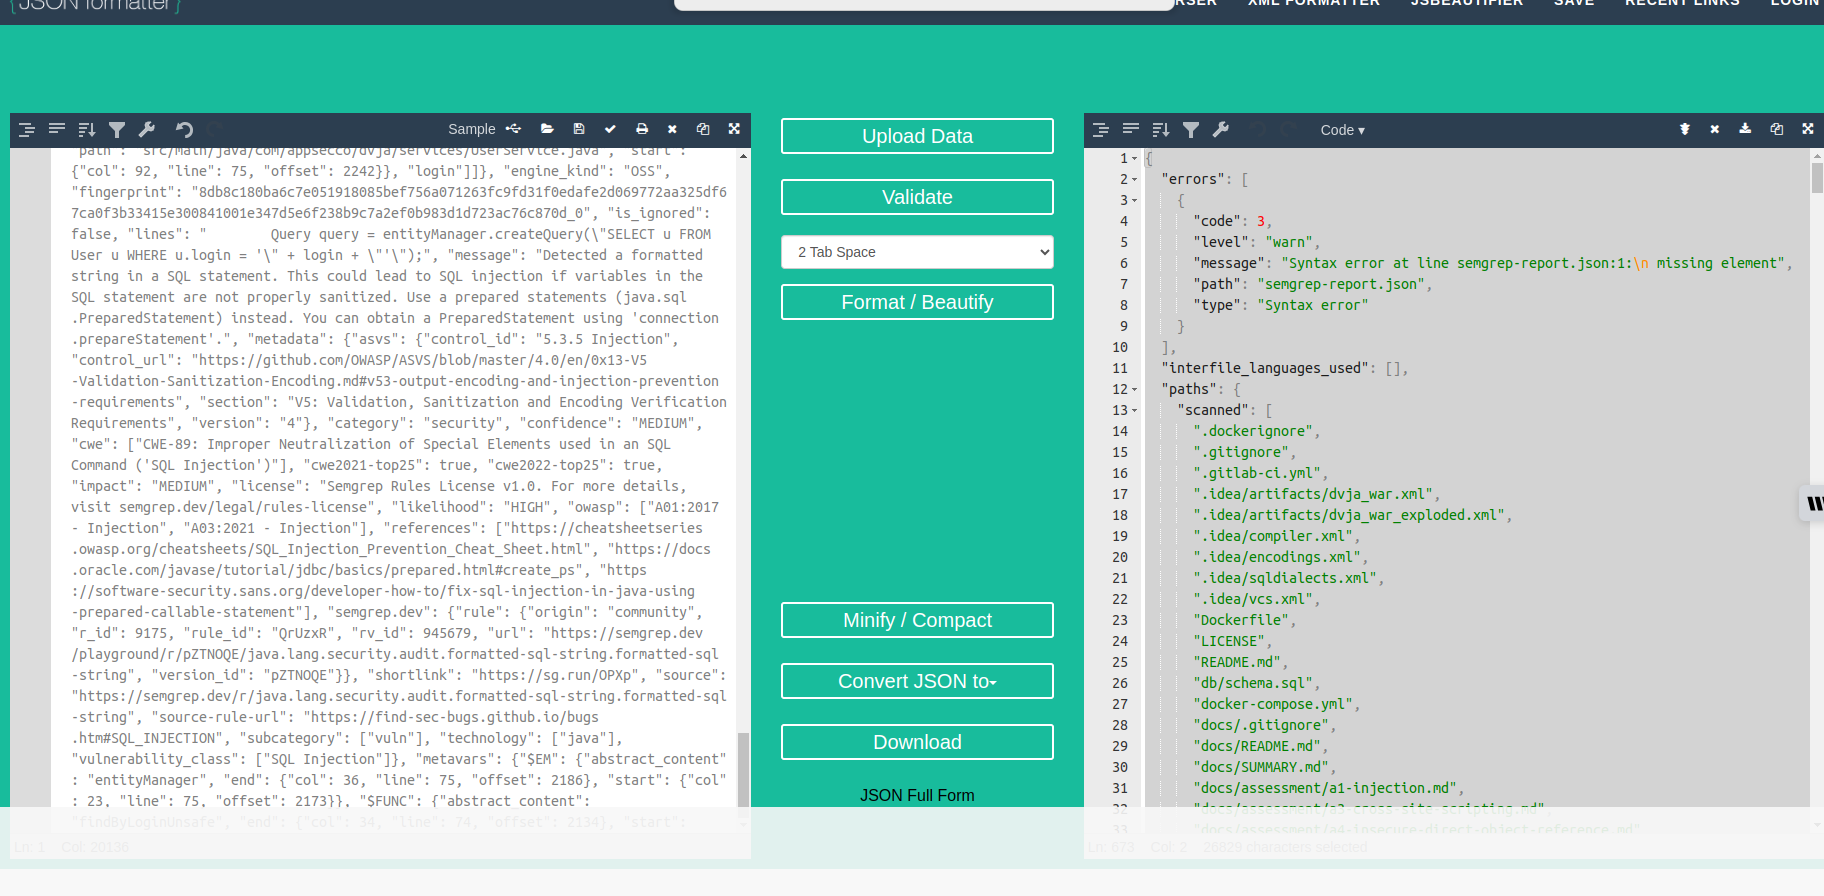 {JSON formatter}
RSER XML FORMATTER JSBEAUTIFIER SAVE RECENT LINKS LOGIN
Sample
"path": "src/main/java/com/appsecco/dvja/services/UserService.java", "start":
{"col": 92, "line": 75, "offset": 2242}}, "login"]]}, "engine_kind": "OSS",
"fingerprint": "8db8c180ba6c7e051918085bef756a071263fc9fd31f0edafe2d069772aa325df6
7ca0f3b33415e300841001e347d5e6f238b9c7a2ef0b983d1d723ac76c870d_0", "is_ignored":
false, "lines": "        Query query = entityManager.createQuery(\"SELECT u FROM
User u WHERE u.login = '\" + login + \"'\");", "message": "Detected a formatted
string in a SQL statement. This could lead to SQL injection if variables in the
SQL statement are not properly sanitized. Use a prepared statements (java.sql
.PreparedStatement) instead. You can obtain a PreparedStatement using 'connection
.prepareStatement'.", "metadata": {"asvs": {"control_id": "5.3.5 Injection",
"control_url": "https://github.com/OWASP/ASVS/blob/master/4.0/en/0x13-V5
-Validation-Sanitization-Encoding.md#v53-output-encoding-and-injection-prevention
-requirements", "section": "V5: Validation, Sanitization and Encoding Verification
Requirements", "version": "4"}, "category": "security", "confidence": "MEDIUM",
"cwe": ["CWE-89: Improper Neutralization of Special Elements used in an SQL
Command ('SQL Injection')"], "cwe2021-top25": true, "cwe2022-top25": true,
"impact": "MEDIUM", "license": "Semgrep Rules License v1.0. For more details,
visit semgrep.dev/legal/rules-license", "likelihood": "HIGH", "owasp": ["A01:2017
- Injection", "A03:2021 - Injection"], "references": ["https://cheatsheetseries
.owasp.org/cheatsheets/SQL_Injection_Prevention_Cheat_Sheet.html", "https://docs
.oracle.com/javase/tutorial/jdbc/basics/prepared.html#create_ps", "https
://software-security.sans.org/developer-how-to/fix-sql-injection-in-java-using
-prepared-callable-statement"], "semgrep.dev": {"rule": {"origin": "community",
"r_id": 9175, "rule_id": "QrUzxR", "rv_id": 945679, "url": "https://semgrep.dev
/playground/r/pZTNOQE/java.lang.security.audit.formatted-sql-string.formatted-sql
-string", "version_id": "pZTNOQE"}}, "shortlink": "https://sg.run/OPXp", "source":
"https://semgrep.dev/r/java.lang.security.audit.formatted-sql-string.formatted-sql
-string", "source-rule-url": "https://find-sec-bugs.github.io/bugs
.htm#SQL_INJECTION", "subcategory": ["vuln"], "technology": ["java"],
"vulnerability_class": ["SQL Injection"]}, "metavars": {"$EM": {"abstract_content"
: "entityManager", "end": {"col": 36, "line": 75, "offset": 2186}, "start": {"col"
: 23, "line": 75, "offset": 2173}}, "$FUNC": {"abstract_content":
"findByLoginUnsafe", "end": {"col": 34, "line": 74, "offset": 2134}, "start":
Ln: 1 Col: 20136
Upload Data
Validate
2 Tab Space
Format / Beautify
Minify / Compact
Convert JSON to
Download
JSON Full Form
Code ▾
1 {
2 "errors": [
3 {
4 "code": 3,
5 "level": "warn",
6 "message": "Syntax error at line semgrep-report.json:1:\n missing element",
7 "path": "semgrep-report.json",
8 "type": "Syntax error"
9 }
10 ],
11 "interfile_languages_used": [],
12 "paths": {
13 "scanned": [
14 ".dockerignore",
15 ".gitignore",
16 ".gitlab-ci.yml",
17 ".idea/artifacts/dvja_war.xml",
18 ".idea/artifacts/dvja_war_exploded.xml",
19 ".idea/compiler.xml",
20 ".idea/encodings.xml",
21 ".idea/sqldialects.xml",
22 ".idea/vcs.xml",
23 "Dockerfile",
24 "LICENSE",
25 "README.md",
26 "db/schema.sql",
27 "docker-compose.yml",
28 "docs/.gitignore",
29 "docs/README.md",
30 "docs/SUMMARY.md",
31 "docs/assessment/a1-injection.md",
32 "docs/assessment/a3-cross-site-scripting.md",
33 "docs/assessment/a4-insecure-direct-object-reference.md"
Ln: 673 Col: 2 26829 characters selected